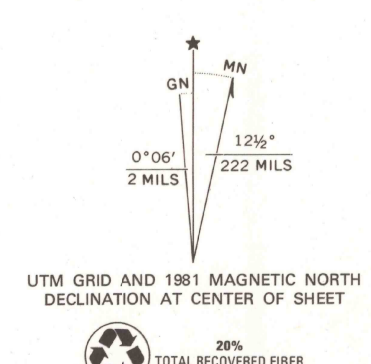 MN
GN
12½°
0°06'
222 MILS
2 MILS
UTM GRID AND 1981 MAGNETIC NORTH
DECLINATION AT CENTER OF SHEET
20%
TOTAL RECOVERED FIBER